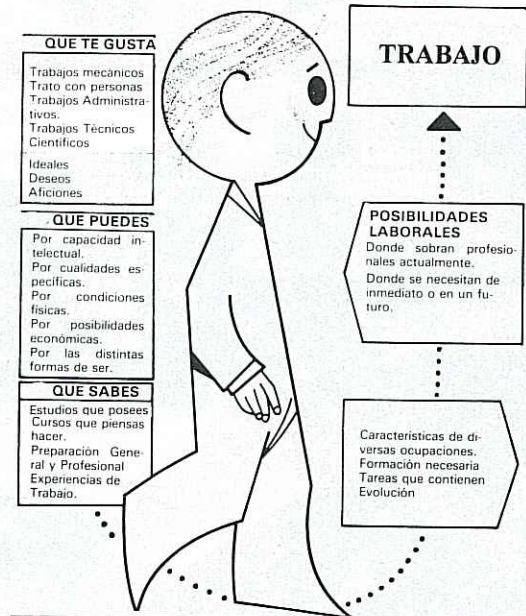 QUE TE GUSTA
Trabajos mecánicos
Trato con personas
Trabajos Administra-
tivos.
Trabajos Técnicos
Científicos
Ideales
Deseos
Aficiones
QUE PUEDES
Por capacidad in-
telectual.
Por cualidades es-
pecíficas.
Por condiciones
físicas.
Por posibilidades
económicas.
Por las distintas
formas de ser.
QUE SABES
Estudios que posees
Cursos que piensas
hacer.
Preparación Gene-
ral y Profesional
Experiencias de
Trabajo.
TRABAJO
POSIBILIDADES
LABORALES
Donde sobran profesio-
nales actualmente.
Donde se necesitan de
inmediato o en un fu-
turo.
Características de di-
versas ocupaciones.
Formación necesaria
Tareas que contienen
Evolución